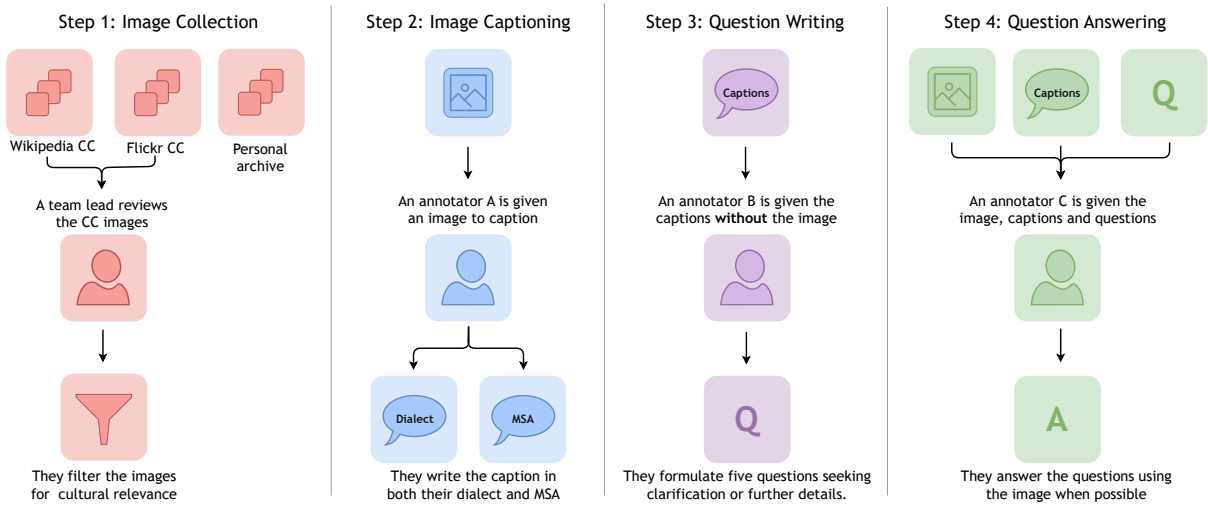 Step 1: Image Collection
Wikipedia CC
Flickr CC
Personal
archive
A team lead reviews
the CC images
They filter the images
for cultural relevance
Step 2: Image Captioning
An annotator A is given
an image to caption
Dialect
MSA
They write the caption in
both their dialect and MSA
Step 3: Question Writing
Captions
An annotator B is given the
captions without the image
Q
They formulate five questions seeking
clarification or further details.
Step 4: Question Answering
Captions
Q
An annotator C is given the
image, captions and questions
A
They answer the questions using
the image when possible